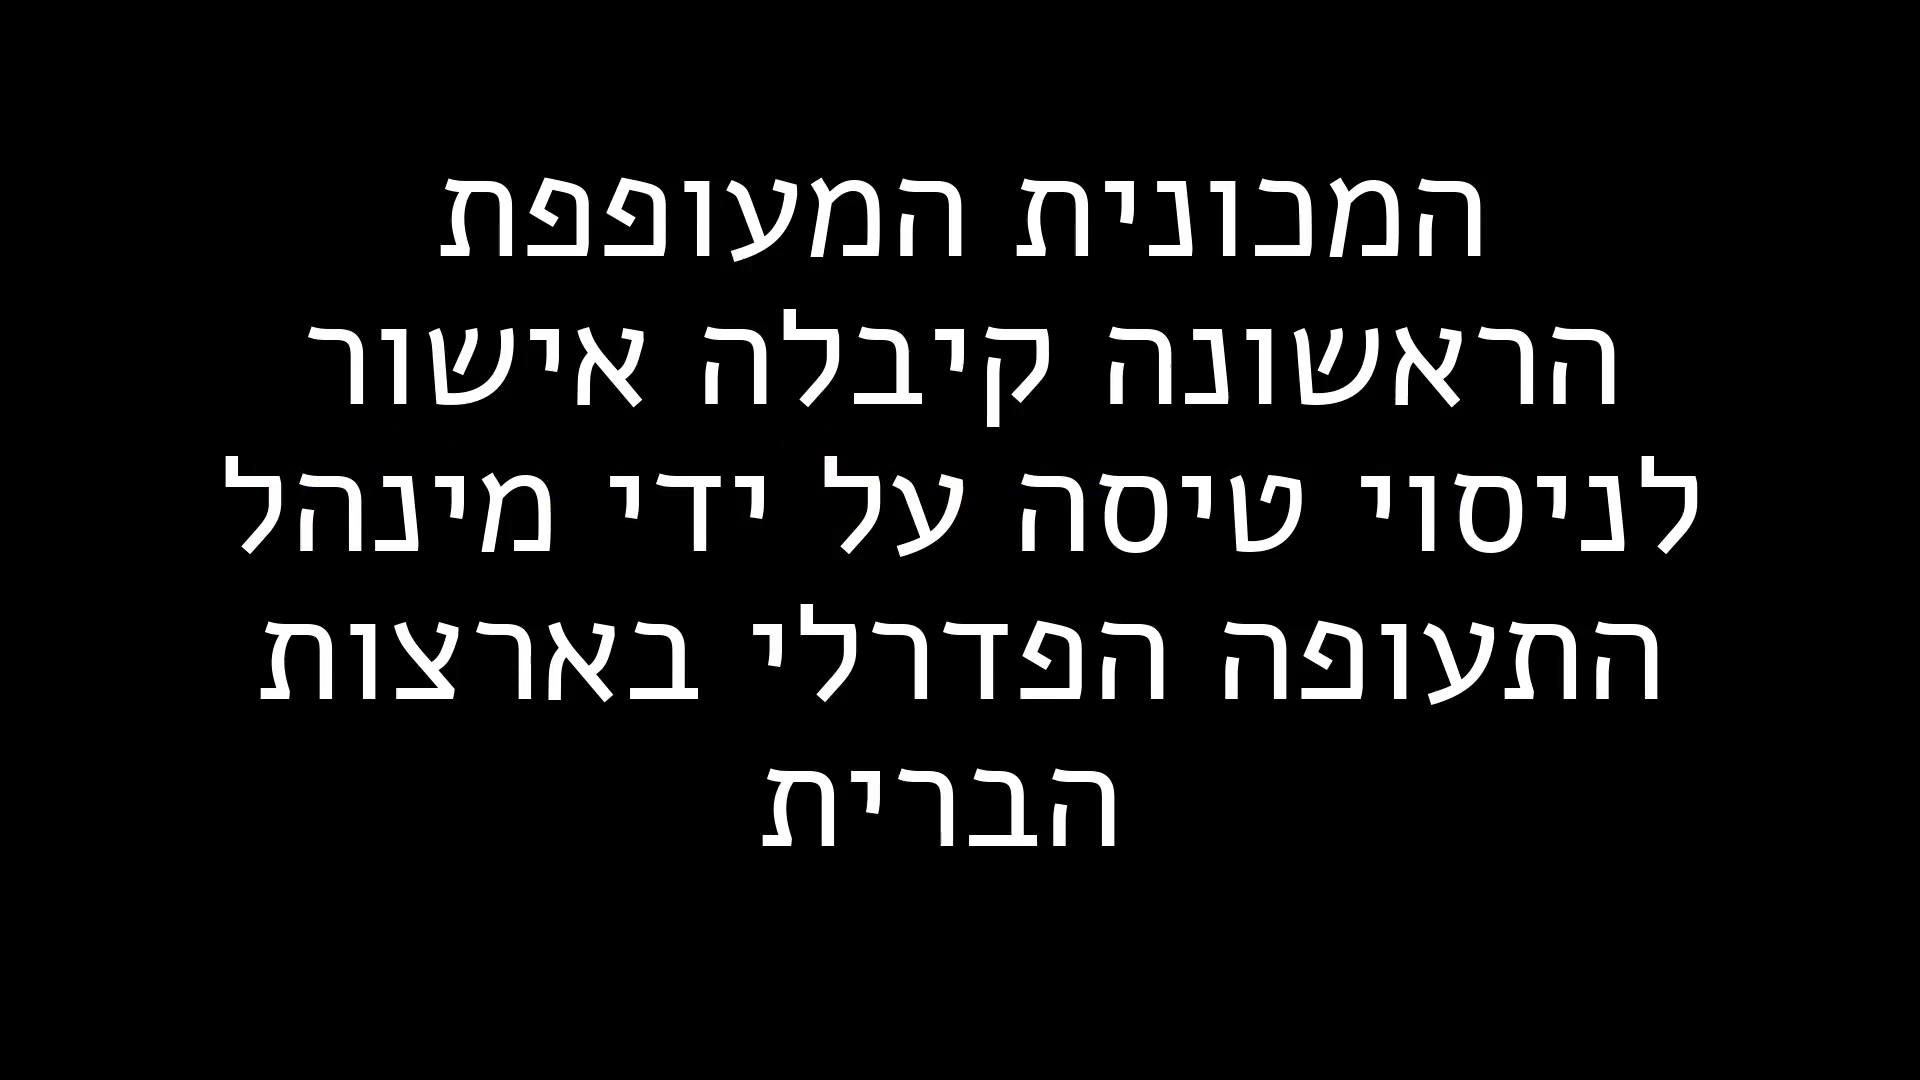 המכונית המעופפת
הראשונה קיבלה אישור
לניסוי טיסה על ידי מינהל
התעופה הפדרלי בארצות
הברית